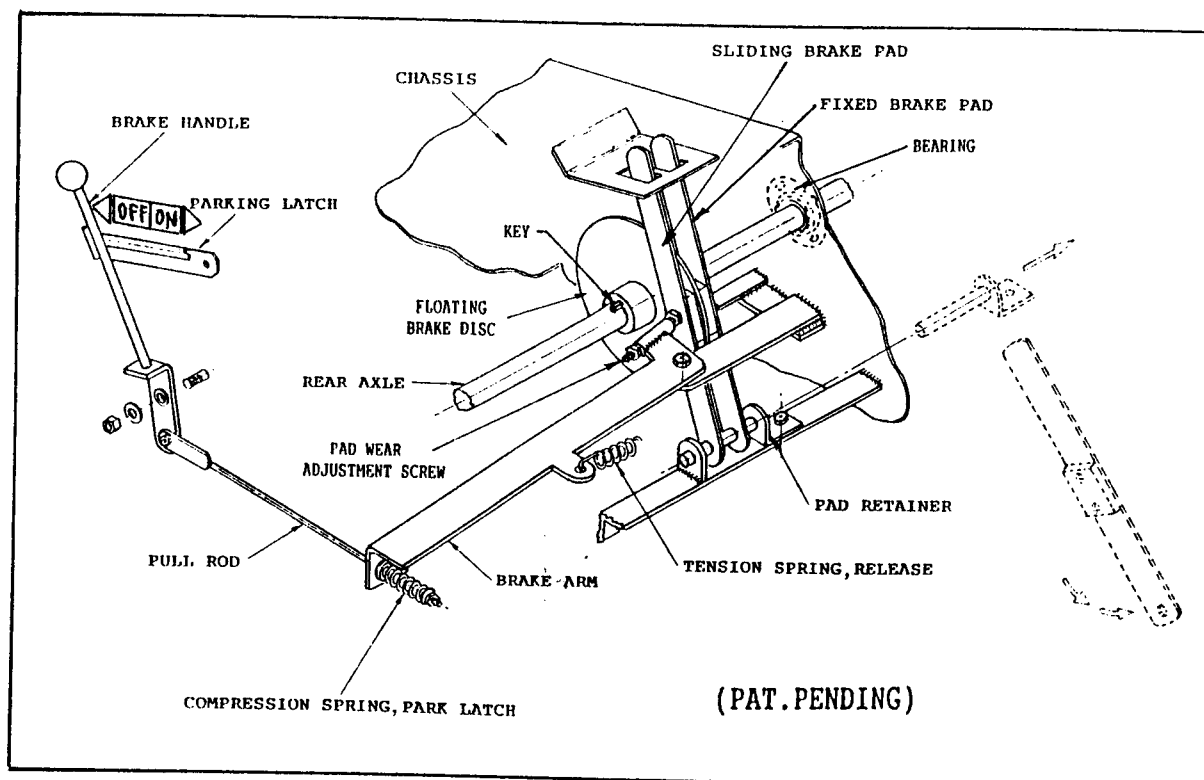 SLIDING BRAKE PAD
CHASSIS
FIXED BRAKE PAD
BRAKE HANDLE
BEARING
OFF ON
PARKING LATCH
KEY
FLOATING
BRAKE DISC
REAR AXLE
PAD WEAR
ADJUSTMENT SCREW
PAD RETAINER
PULL ROD
BRAKE ARM
TENSION SPRING, RELEASE
COMPRESSION SPRING, PARK LATCH
(PAT.PENDING)